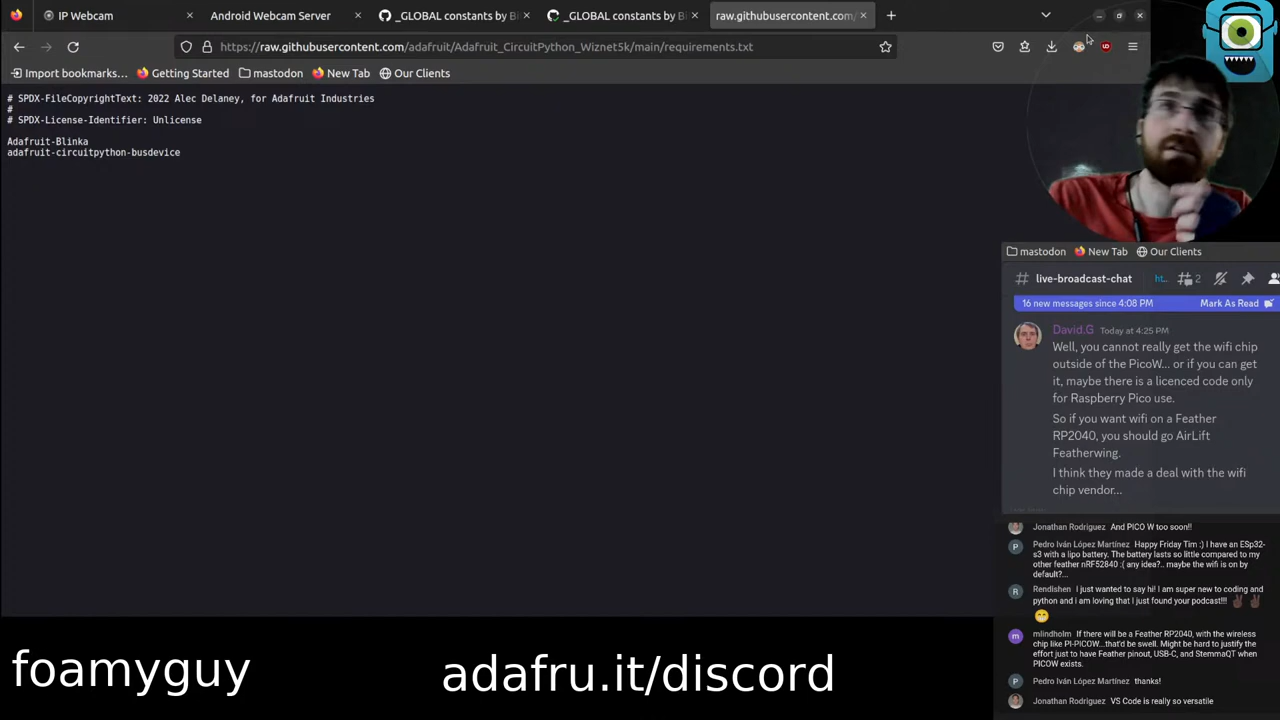 IP Webcam
Android Webcam Server
_GLOBAL constants by B
_GLOBAL constants by B
raw.githubusercontent.com/
https://raw.githubusercontent.com/adafruit/Adafruit_CircuitPython_Wiznet5k/main/requirements.txt
Import bookmarks...
Getting Started
mastodon
New Tab
Our Clients
# SPDX-FileCopyrightText: 2022 Alec Delaney, for Adafruit Industries
#
# SPDX-License-Identifier: Unlicense
Adafruit-Blinka
adafruit-circuitpython-busdevice
mastodon
New Tab
Our Clients
# live-broadcast-chat
ht...
2
16 new messages since 4:08 PM
Mark As Read
David.G Today at 4:25 PM
Well, you cannot really get the wifi chip
outside of the PicoW... or if you can get
it, maybe there is a licenced code only
for Raspberry Pico use.
So if you want wifi on a Feather
RP2040, you should go AirLift
Featherwing.
I think they made a deal with the wifi
chip vendor...
Jonathan Rodriguez And PICO W too soon!!
P
Pedro Iván López Martínez Happy Friday Tim :) I have an ESp32-
s3 with a lipo battery. The battery lasts so little compared to my
other feather nRF52840 :( any idea?.. maybe the wifi is on by
default?...
R
Rendishen I just wanted to say hi! I am super new to coding and
python and i am loving that I just found your podcast!!! ✌🏿 ✌🏿
😁
m
mlindholm If there will be a Feather RP2040, with the wireless
chip like PI-PICOW...that'd be swell. Might be hard to justify the
effort just to have Feather pinout, USB-C, and StemmaQT when
PICOW exists.
P
Pedro Iván López Martínez thanks!
Jonathan Rodriguez VS Code is really so versatile
foamyguy
adafru.it/discord